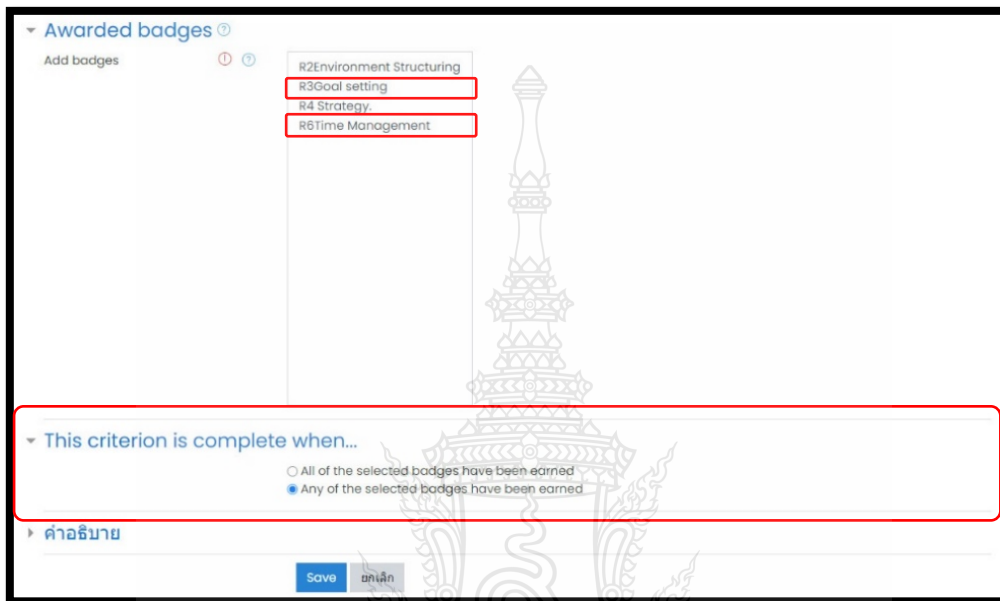 Awarded badges
Add badges
R2Environment Structuring
R3Goal setting
R4 Strategy.
R6Time Management
This criterion is complete when...
All of the selected badges have been earned
Any of the selected badges have been earned
คำอธิบาย
Save ยกเลิก